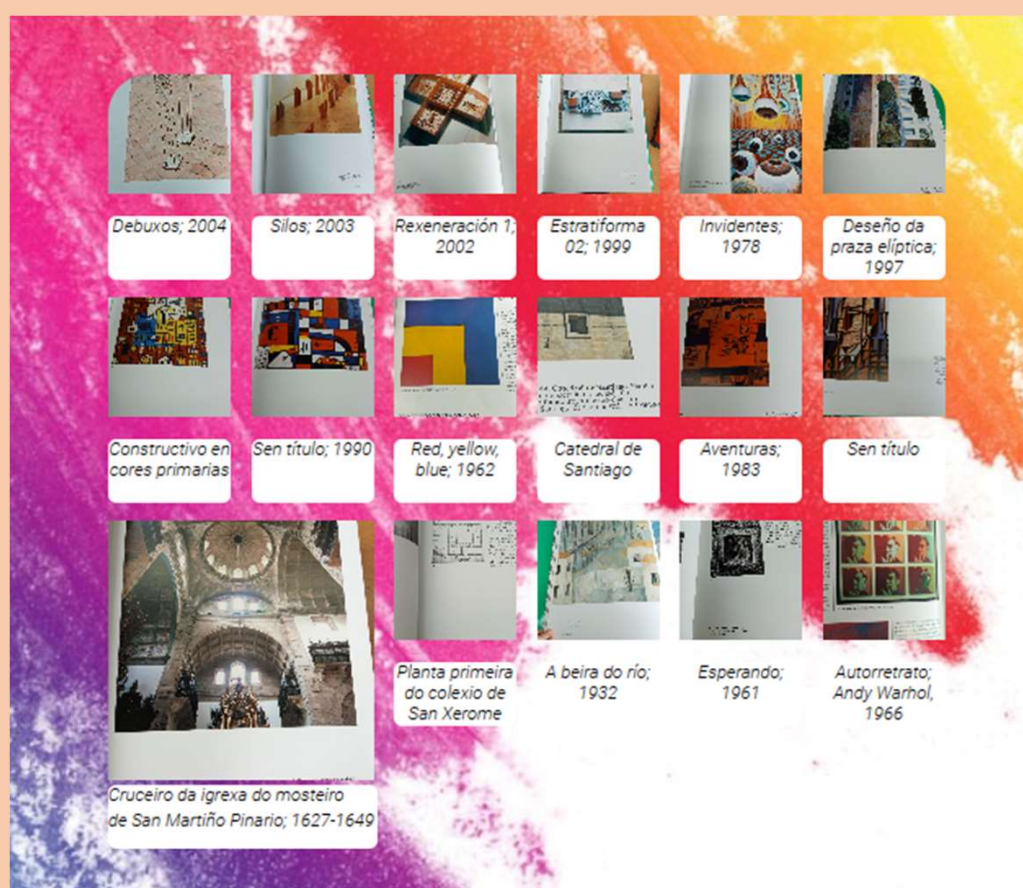 Debuxos; 2004
Silos; 2003
Rexeneración 1;
2002
Estratiforma
02; 1999
Invidentes;
1978
Deseño da
praza elíptica;
1997
Constructivo en
cores primarias
Sen título; 1990
Red, yellow,
blue; 1962
Catedral de
Santiago
Aventuras;
1983
Sen título
Cruceiro da igrexa do mosteiro
de San Martiño Pinario; 1627-1649
Planta primeira
do colexio de
San Xerome
A beira do río;
1932
Esperando;
1961
Autorretrato;
Andy Warhol,
1966